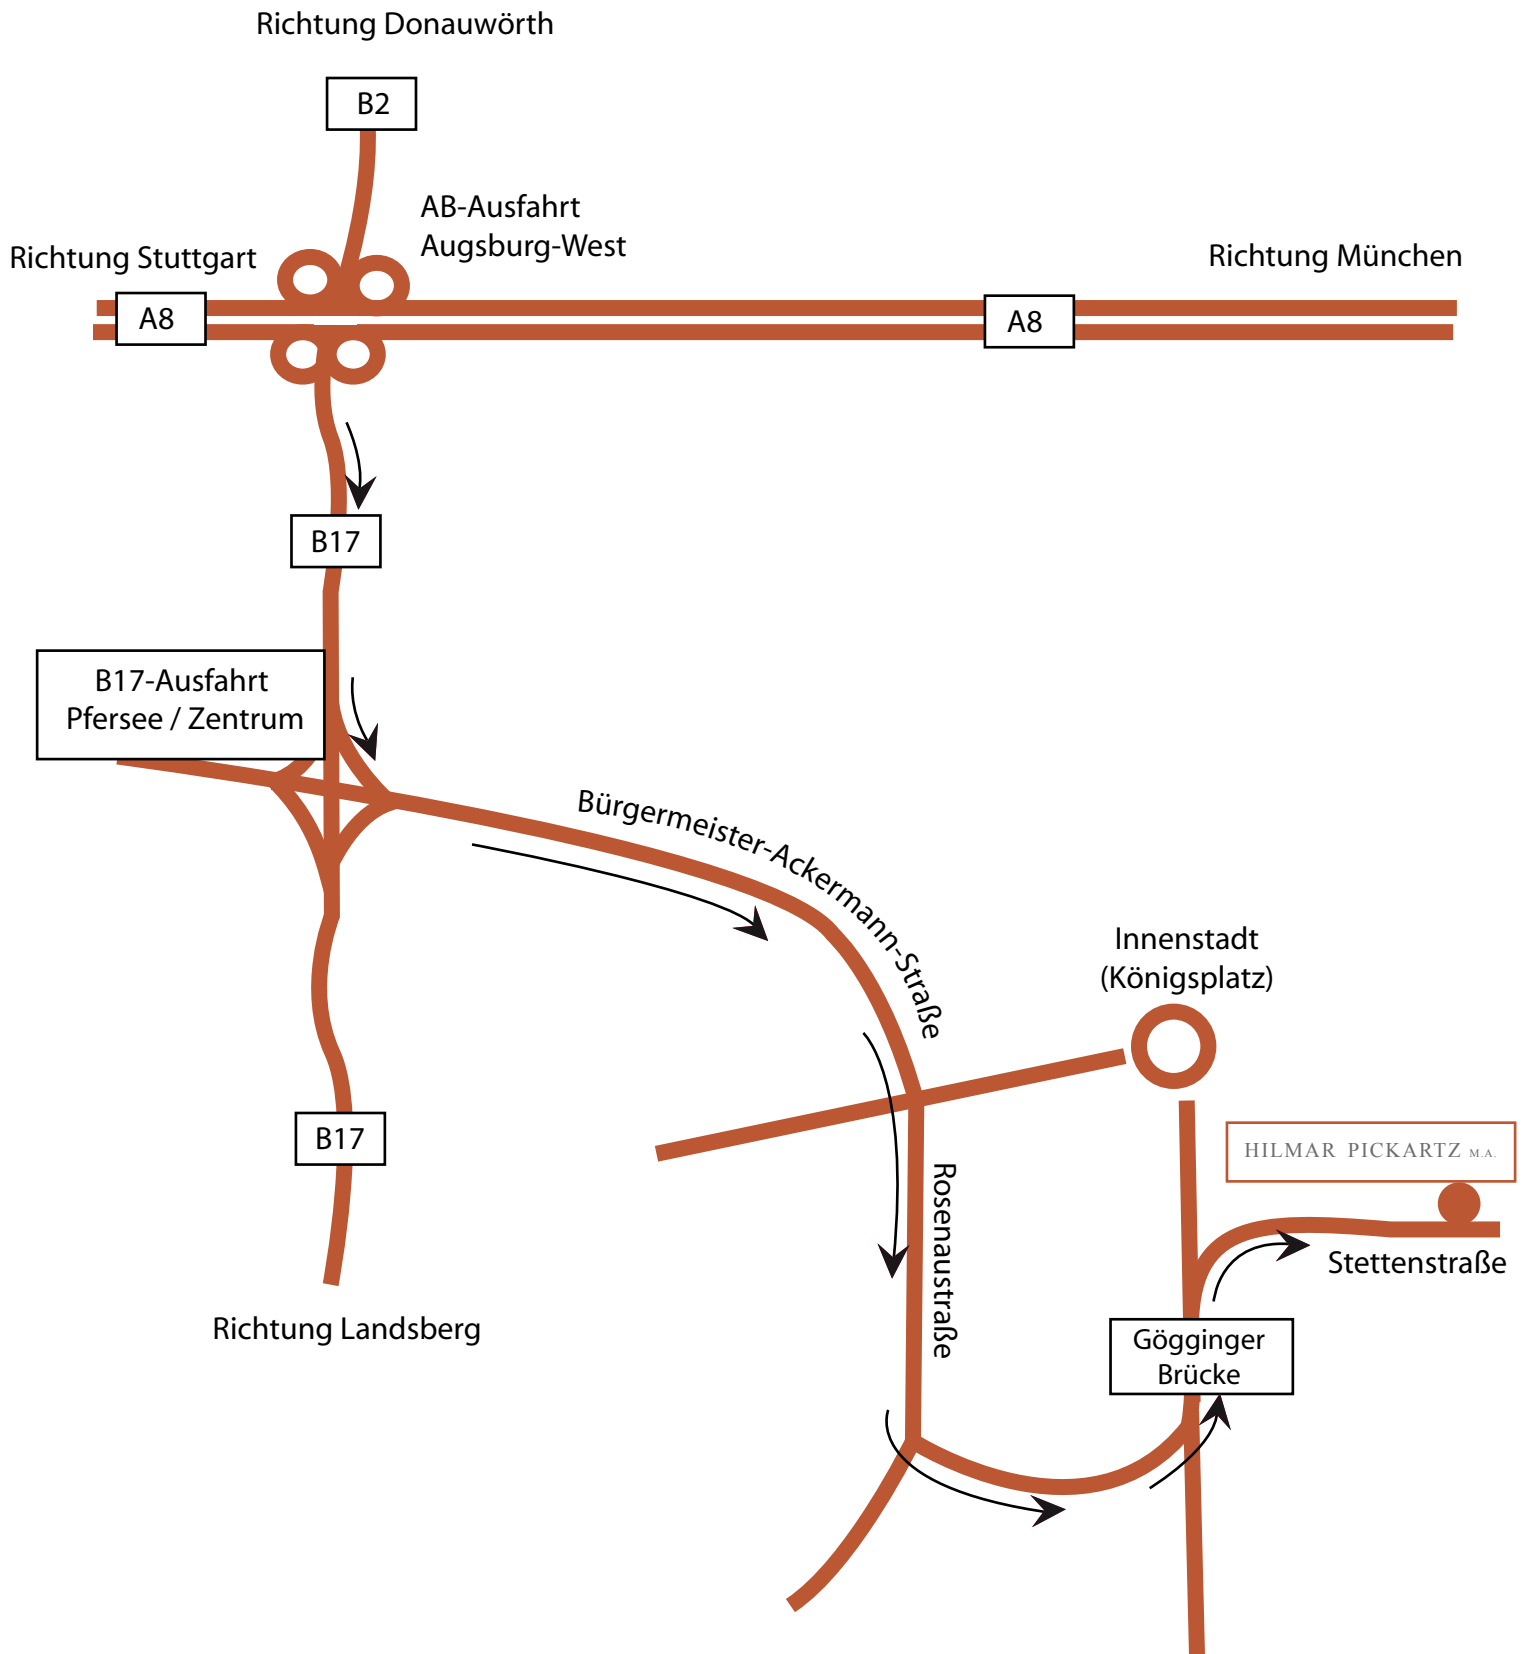 Richtung Donauwörth
B2
AB-Ausfahrt
Augsburg-West
Richtung Stuttgart
Richtung München
A8
A8
B17
B17-Ausfahrt
Pfersee / Zentrum
Bürgermeister-Ackermann-Straße
Innenstadt
(Königsplatz)
B17
HILMAR PICKARTZ M.A.
Rosenaustraße
Stettenstraße
Richtung Landsberg
Gögginger
Brücke